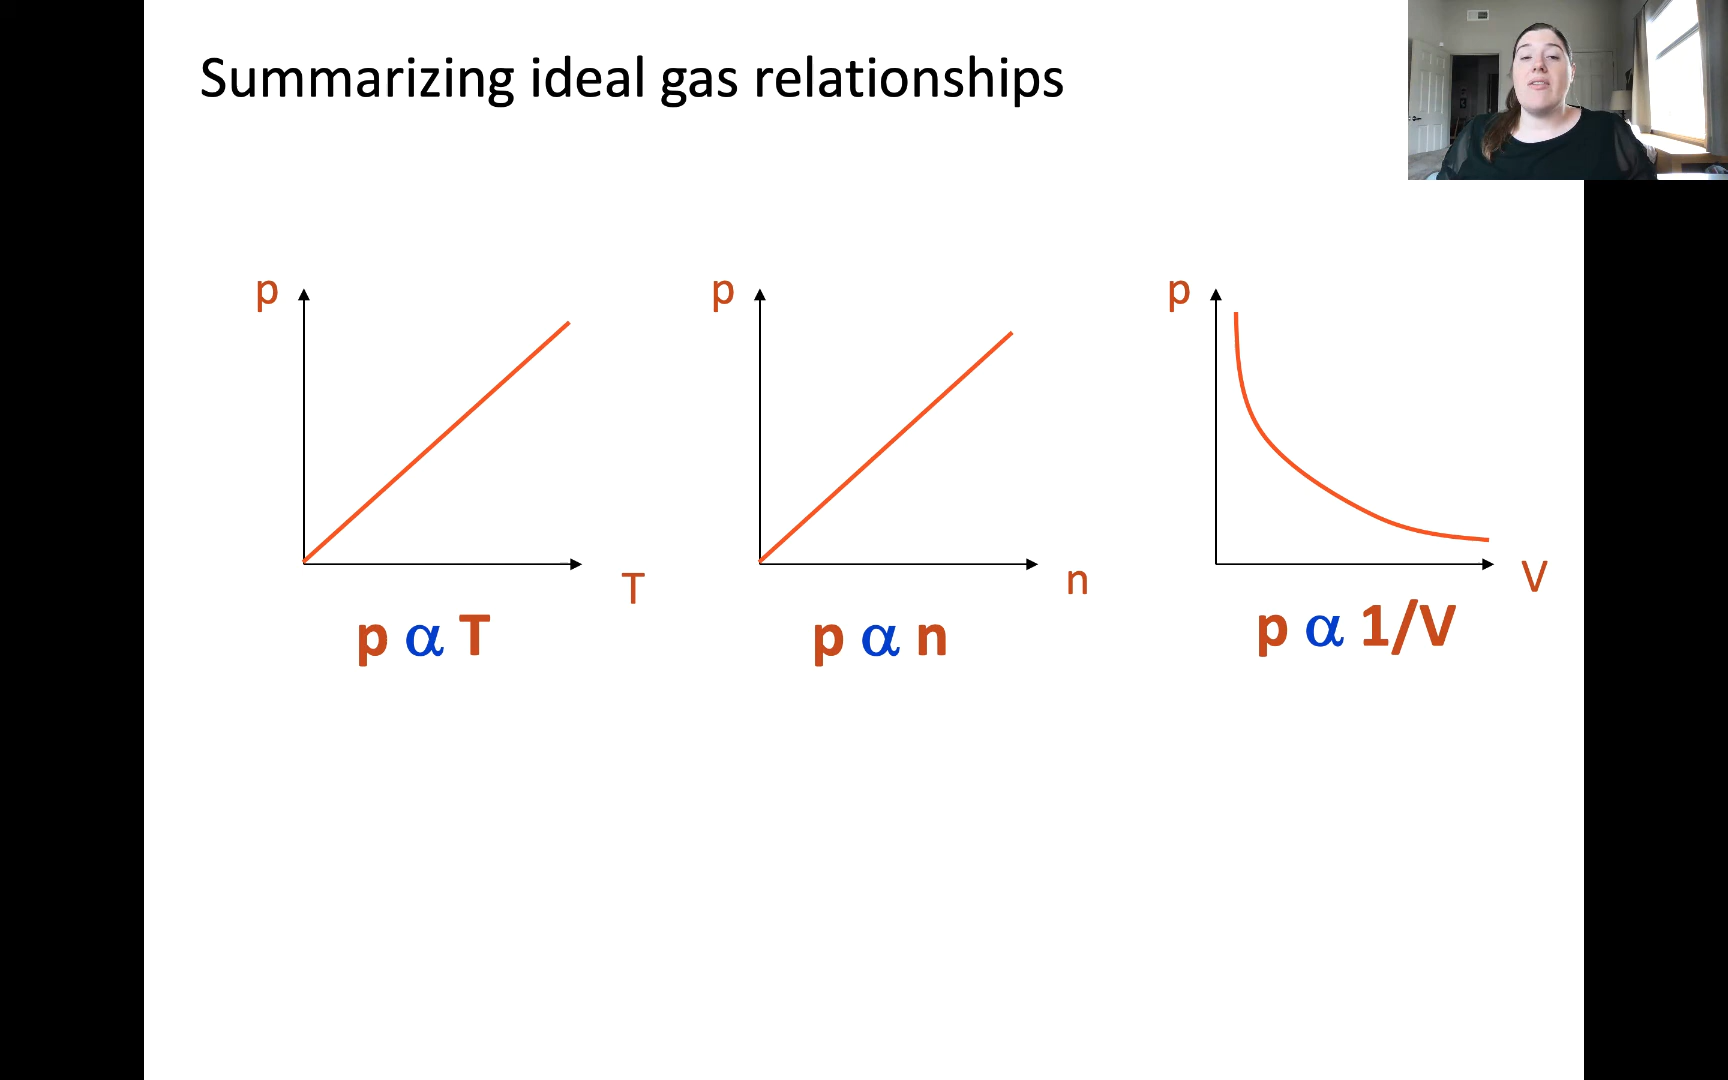 Summarizing ideal gas relationships
p
T
p α T
p
n
p α n
p
V
p α 1/V